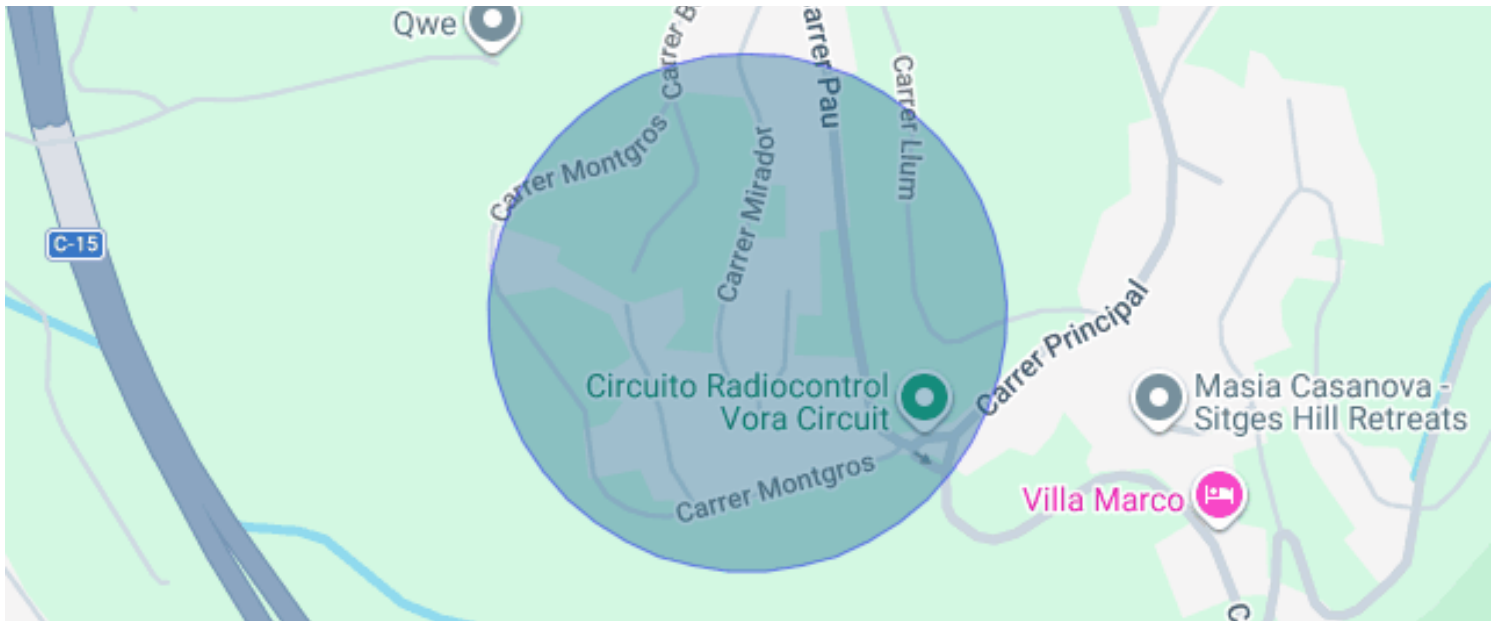 Qwe
Carrer B
arrer Pau
Carrer Llum
Carrer Montgros
Carrer Mirador
C-15
Carrer Principal
Circuito Radiocontrol
Vora Circuit
Masia Casanova -
Sitges Hill Retreats
Carrer Montgros
Villa Marco
C